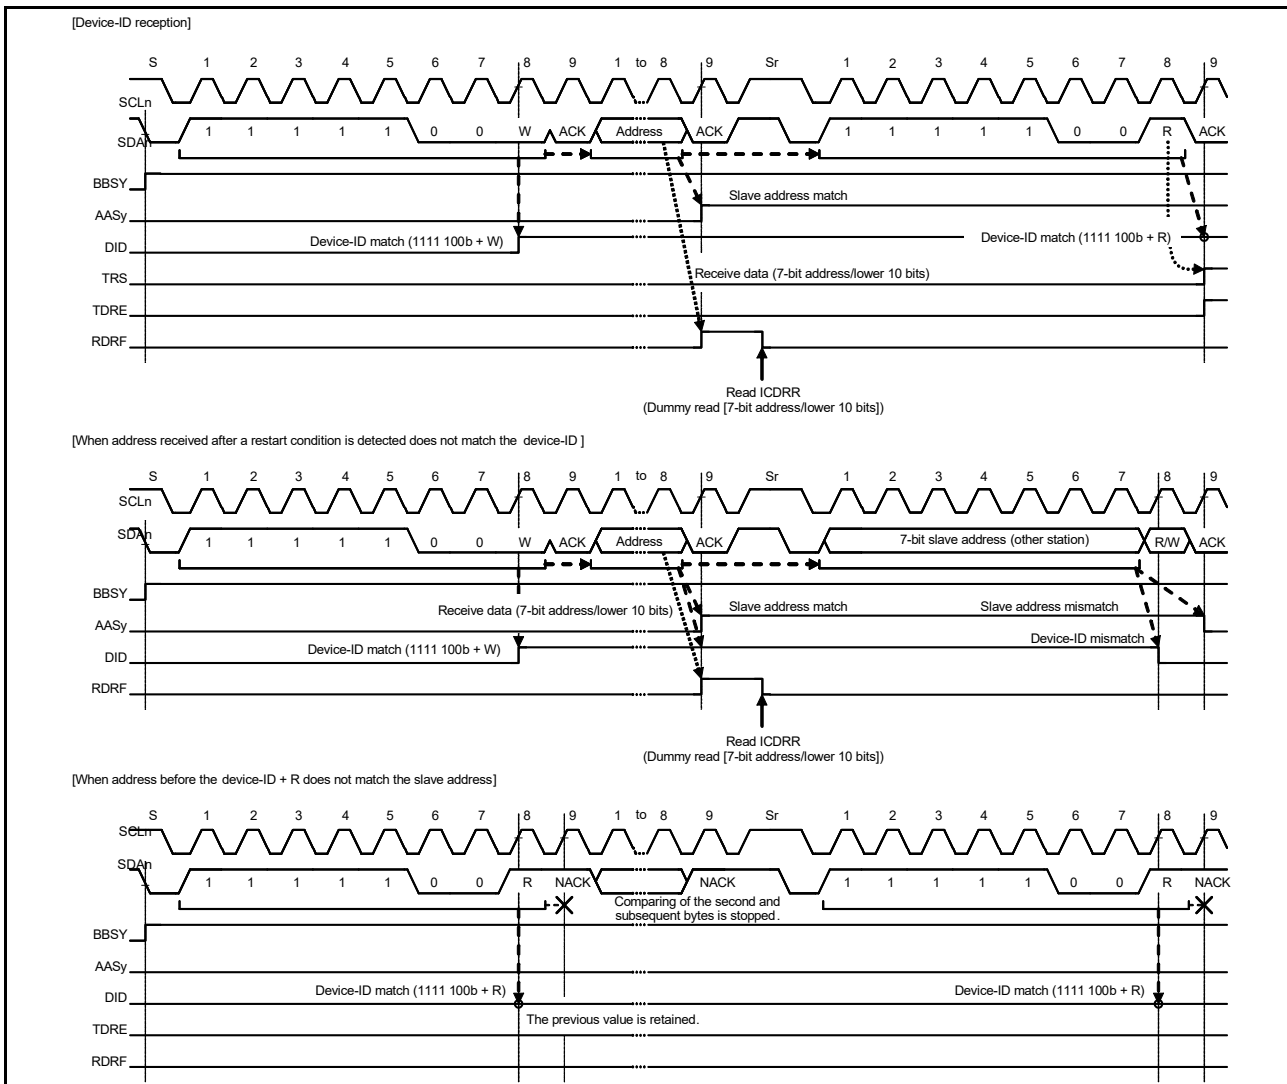 [Device-ID reception]
S 1 2 3 4 5 6 7 8 9 1 to 8 9 Sr 1 2 3 4 5 6 7 8 9
SCLn
SDAn 1 1 1 1 1 0 0 W ACK Address ACK 1 1 1 1 1 0 0 R ACK
BBSY
Slave address match
AASy
Device-ID match (1111 100b + W) Device-ID match (1111 100b + R)
DID
Receive data (7-bit address/lower 10 bits)
TRS
TDRE
RDRF
Read ICDRR
(Dummy read [7-bit address/lower 10 bits])
[When address received after a restart condition is detected does not match the device-ID ]
S 1 2 3 4 5 6 7 8 9 1 to 8 9 Sr 1 2 3 4 5 6 7 8 9
SCLn
SDAn 1 1 1 1 1 0 0 W ACK Address ACK 7-bit slave address (other station) R/W ACK
BBSY
Receive data (7-bit address/lower 10 bits) Slave address match Slave address mismatch
AASy
Device-ID match (1111 100b + W) Device-ID mismatch
DID
RDRF
Read ICDRR
(Dummy read [7-bit address/lower 10 bits])
[When address before the device-ID + R does not match the slave address]
S 1 2 3 4 5 6 7 8 9 1 to 8 9 Sr 1 2 3 4 5 6 7 8 9
SCLn
SDAn 1 1 1 1 1 0 0 R NACK NACK 1 1 1 1 1 0 0 R NACK
Comparing of the second and
subsequent bytes is stopped.
BBSY
AASy
Device-ID match (1111 100b + R) Device-ID match (1111 100b + R)
DID
The previous value is retained.
TDRE
RDRF